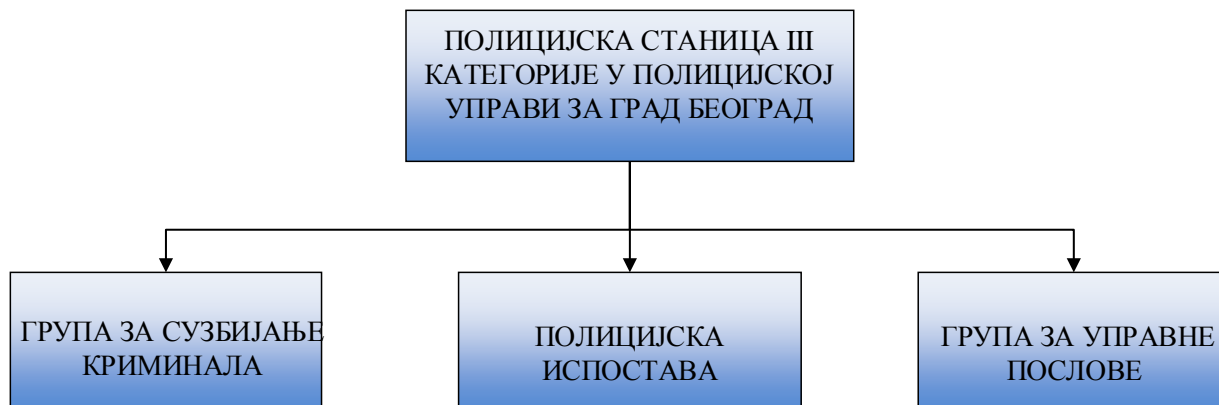 ПОЛИЦИЈСКА СТАНИЦА III
КАТЕГОРИЈЕ У ПОЛИЦИЈСКОЈ
УПРАВИ ЗА ГРАД БЕОГРАД
ГРУПА ЗА СУЗБИЈАЊЕ
КРИМИНАЛА
ПОЛИЦИЈСКА
ИСПОСТАВА
ГРУПА ЗА УПРАВНЕ
ПОСЛОВЕ